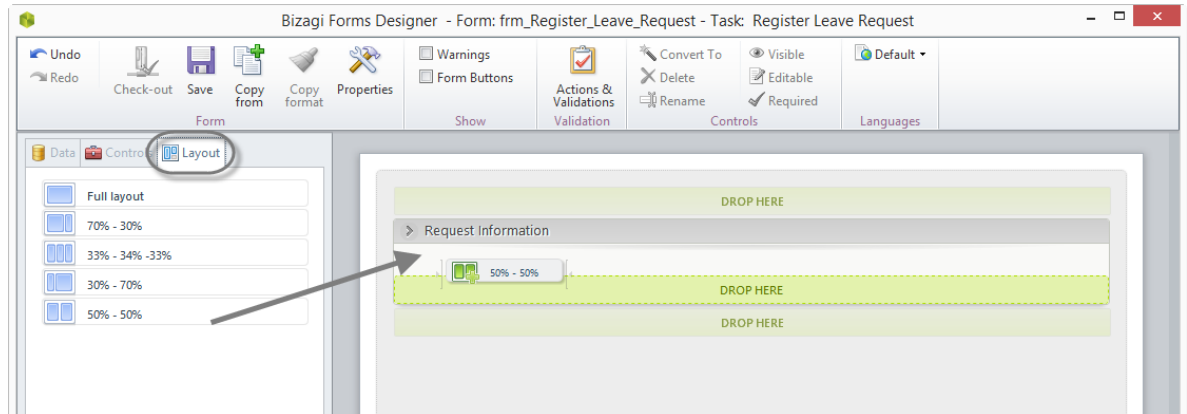 Bizagi Forms Designer - Form: frm_Register_Leave_Request - Task: Register Leave Request
Undo
Redo
Check-out
Save
Copy
from
Copy
format
Properties
Form
Warnings
Form Buttons
Show
Actions &
Validations
Validation
Convert To
Delete
Rename
Visible
Editable
Required
Controls
Default
Languages
Data
Controls
Layout
Full layout
70% - 30%
33% - 34% -33%
30% - 70%
50% - 50%
DROP HERE
Request Information
50% - 50%
DROP HERE
DROP HERE